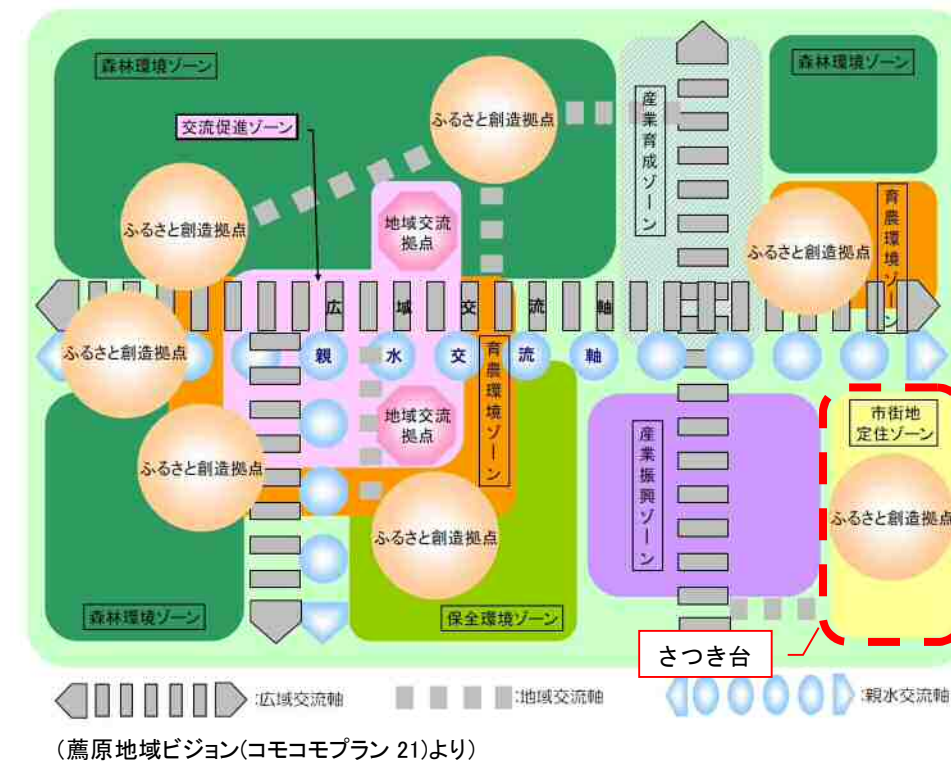 森林環境ゾーン
森林環境ゾーン
交流促進ゾーン
ふるさと創造拠点
産業育成ゾーン
育農環境ゾーン
ふるさと創造拠点
地域交流
拠点
ふるさと創造拠点
広域交流軸
ふるさと創造拠点
親水交流軸
育農環境ゾーン
地域交流
拠点
市街地
定住ゾーン
産業振興ゾーン
ふるさと創造拠点
ふるさと創造拠点
ふるさと創造拠点
森林環境ゾーン
保全環境ゾーン
さつき台
:広域交流軸
:地域交流軸
:親水交流軸
（薦原地域ビジョン(コモコモプラン 21)より）